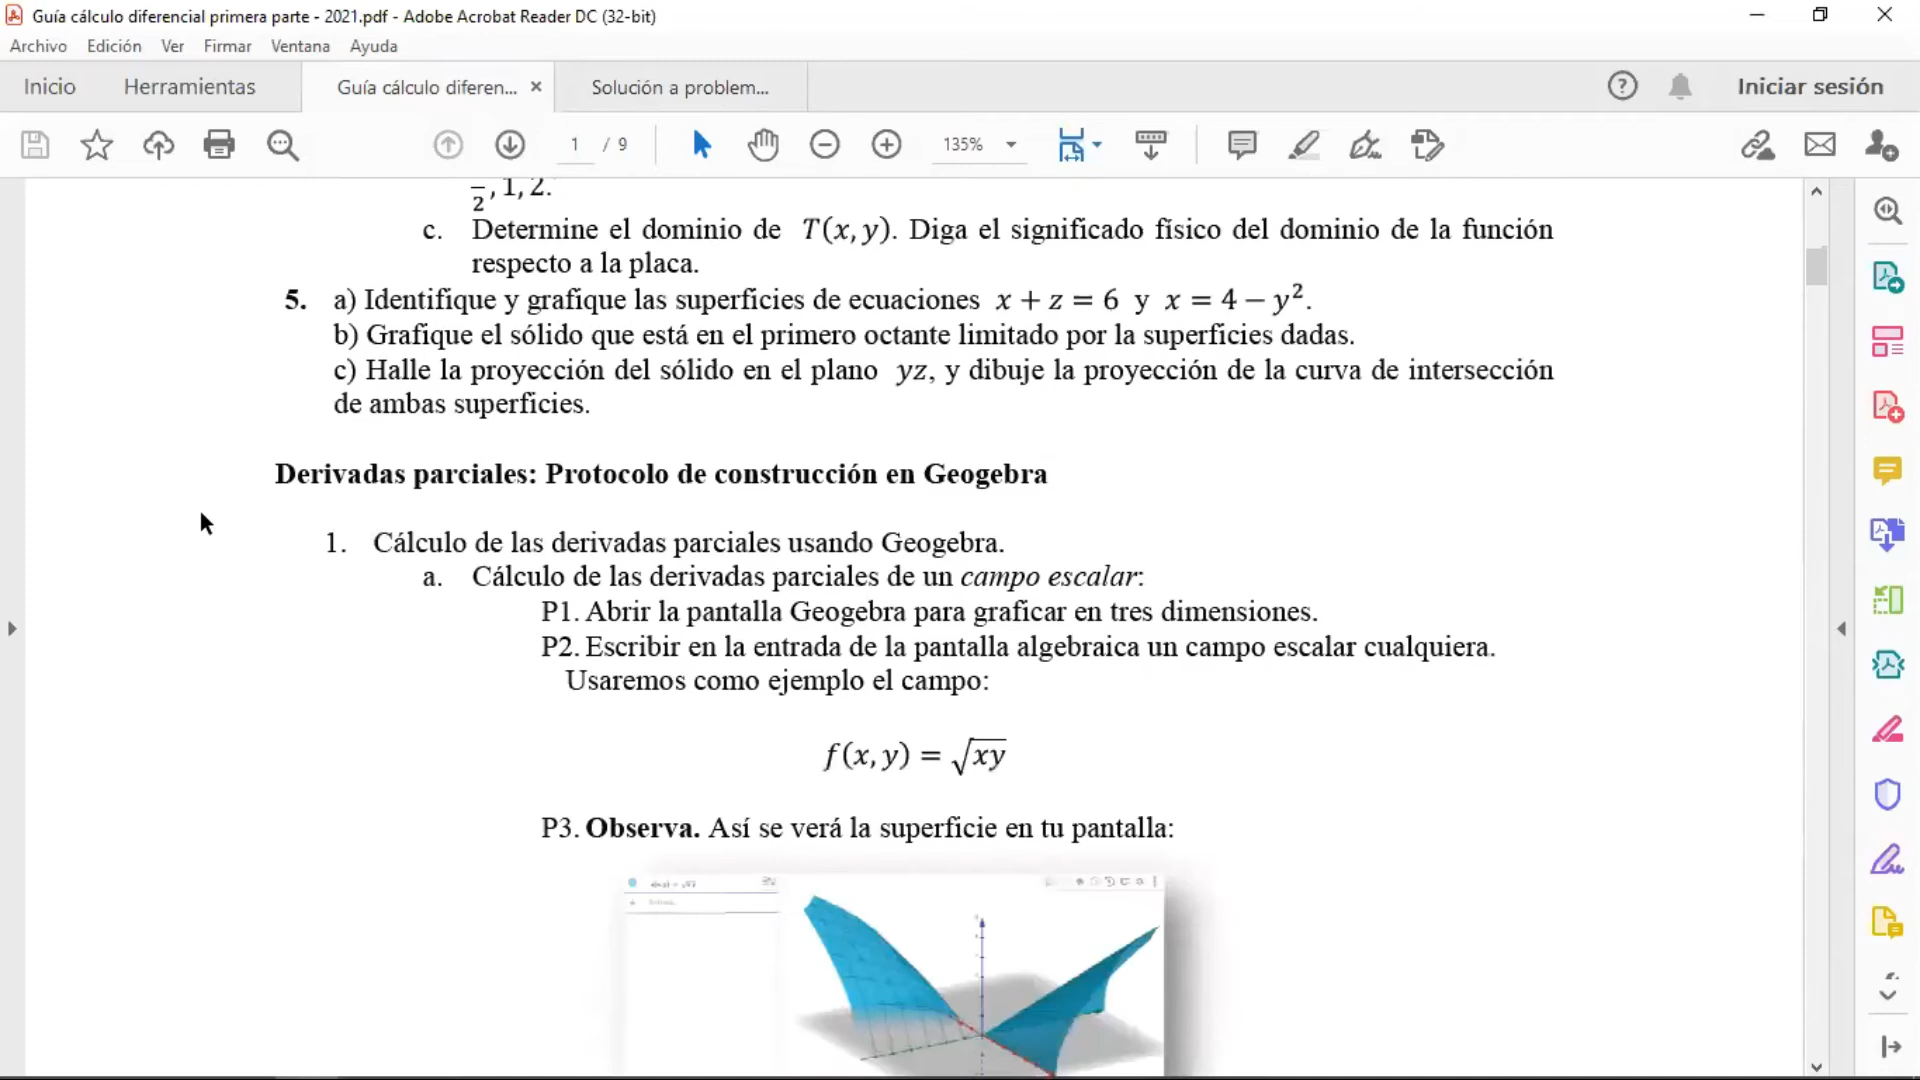 Guía cálculo diferencial primera parte - 2021.pdf - Adobe Acrobat Reader DC (32-bit)
Archivo Edición Ver Firmar Ventana Ayuda
Inicio Herramientas Guía cálculo diferen... × Solución a problem... Iniciar sesión
1 / 9 135%
2, 1, 2.
c. Determine el dominio de T(x, y). Diga el significado físico del dominio de la función
respecto a la placa.
5. a) Identifique y grafique las superficies de ecuaciones x + z = 6 y x = 4 − y².
b) Grafique el sólido que está en el primero octante limitado por la superficies dadas.
c) Halle la proyección del sólido en el plano yz, y dibuje la proyección de la curva de intersección
de ambas superficies.
Derivadas parciales: Protocolo de construcción en Geogebra
1. Cálculo de las derivadas parciales usando Geogebra.
a. Cálculo de las derivadas parciales de un campo escalar:
P1. Abrir la pantalla Geogebra para graficar en tres dimensiones.
P2. Escribir en la entrada de la pantalla algebraica un campo escalar cualquiera.
Usaremos como ejemplo el campo:
f(x, y) = √xy
P3. Observa. Así se verá la superficie en tu pantalla: